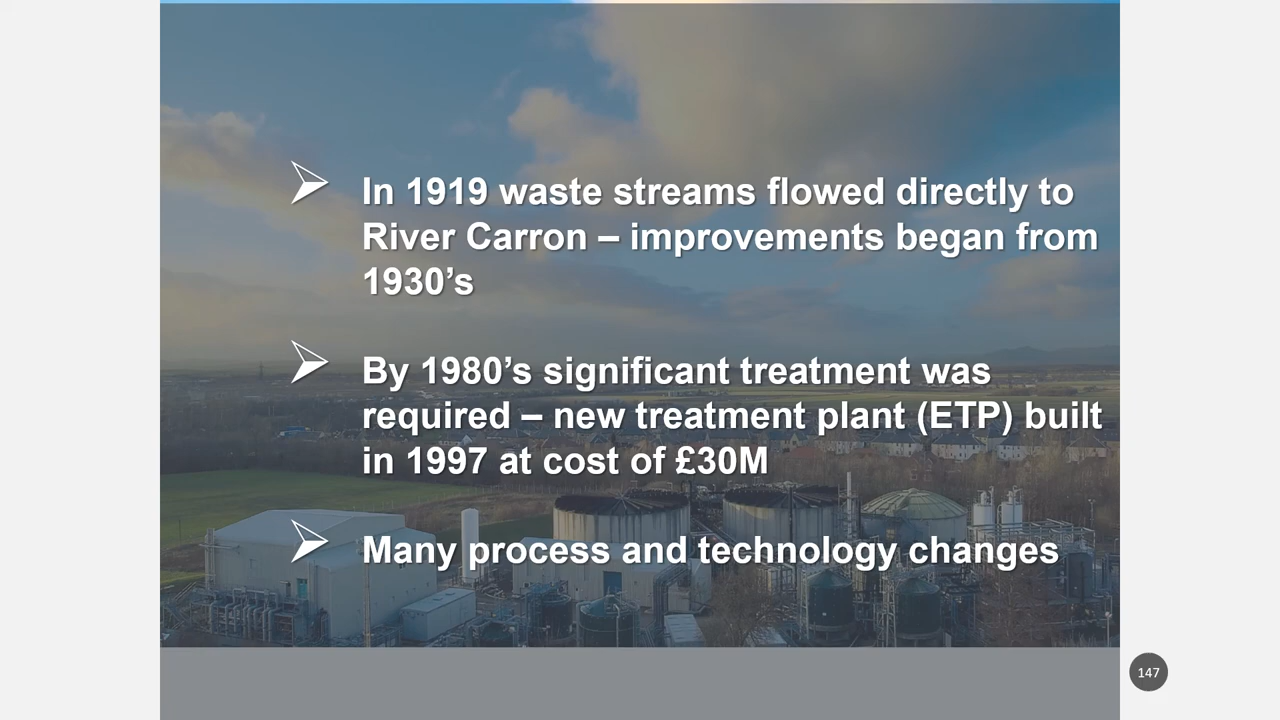 In 1919 waste streams flowed directly to
River Carron – improvements began from
1930’s
By 1980’s significant treatment was
required – new treatment plant (ETP) built
in 1997 at cost of £30M
Many process and technology changes
147